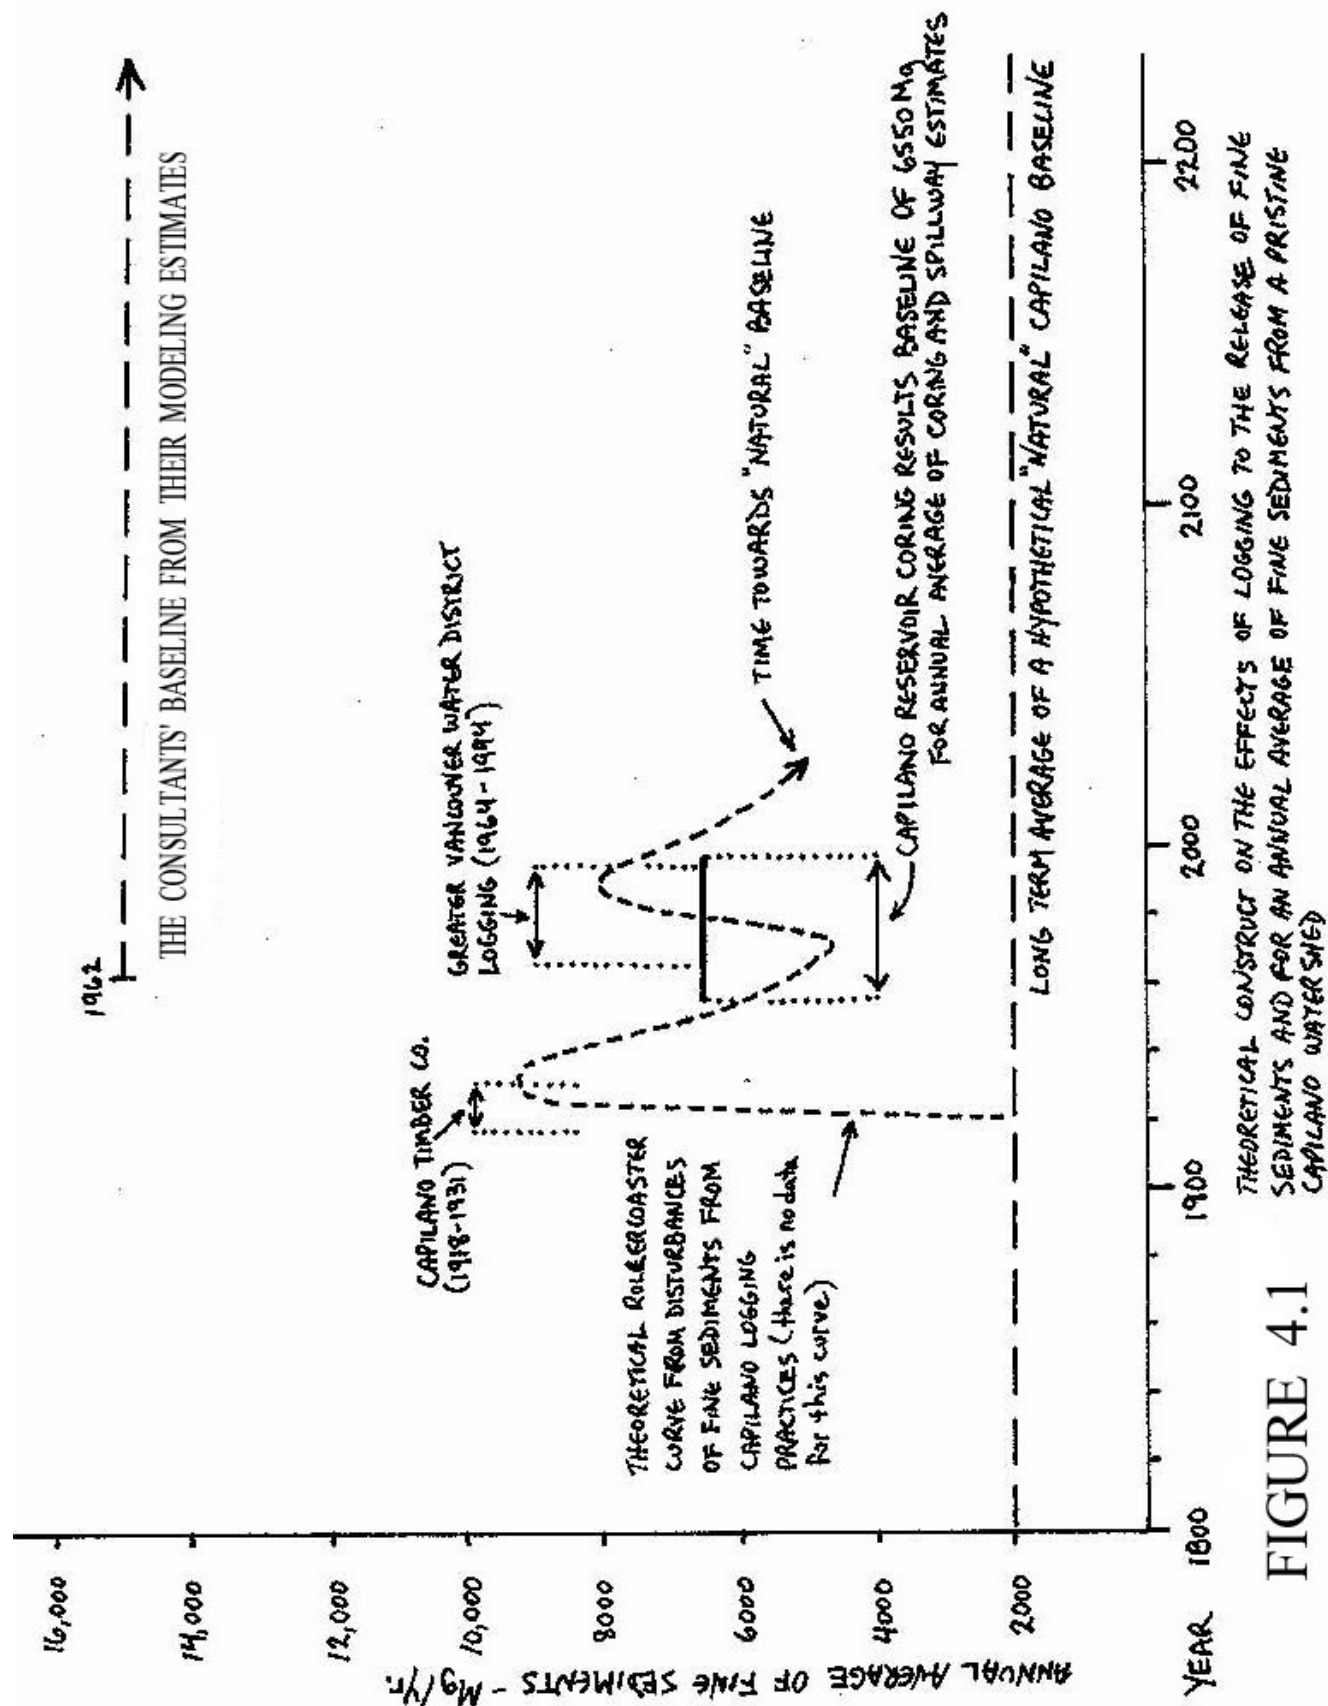 1962
THE CONSULTANTS' BASELINE FROM THEIR MODELING ESTIMATES
CAPILANO TIMBER CO.
(1918-1931)
GREATER VANCOUVER WATER DISTRICT
LOGGING (1964-1994)
THEORETICAL ROLLERCOASTER
CURVE FROM DISTURBANCES
OF FINE SEDIMENTS FROM
CAPILANO LOGGING
PRACTICES (there is no data
for this curve)
TIME TOWARDS "NATURAL" BASELINE
CAPILANO RESERVOIR CORING RESULTS BASELINE OF 6550 Mg
FOR ANNUAL AVERAGE OF CORING AND SPILLWAY ESTIMATES
LONG TERM AVERAGE OF A HYPOTHETICAL "NATURAL" CAPILANO BASELINE
ANNUAL AVERAGE OF FINE SEDIMENTS - Mg/Yr.
16,000
14,000
12,000
10,000
8000
6000
4000
2000
YEAR 1800 1900 2000 2100 2200
FIGURE 4.1
THEORETICAL CONSTRUCT ON THE EFFECTS OF LOGGING TO THE RELEASE OF FINE
SEDIMENTS AND FOR AN ANNUAL AVERAGE OF FINE SEDIMENTS FROM A PRISTINE
CAPILANO WATERSHED